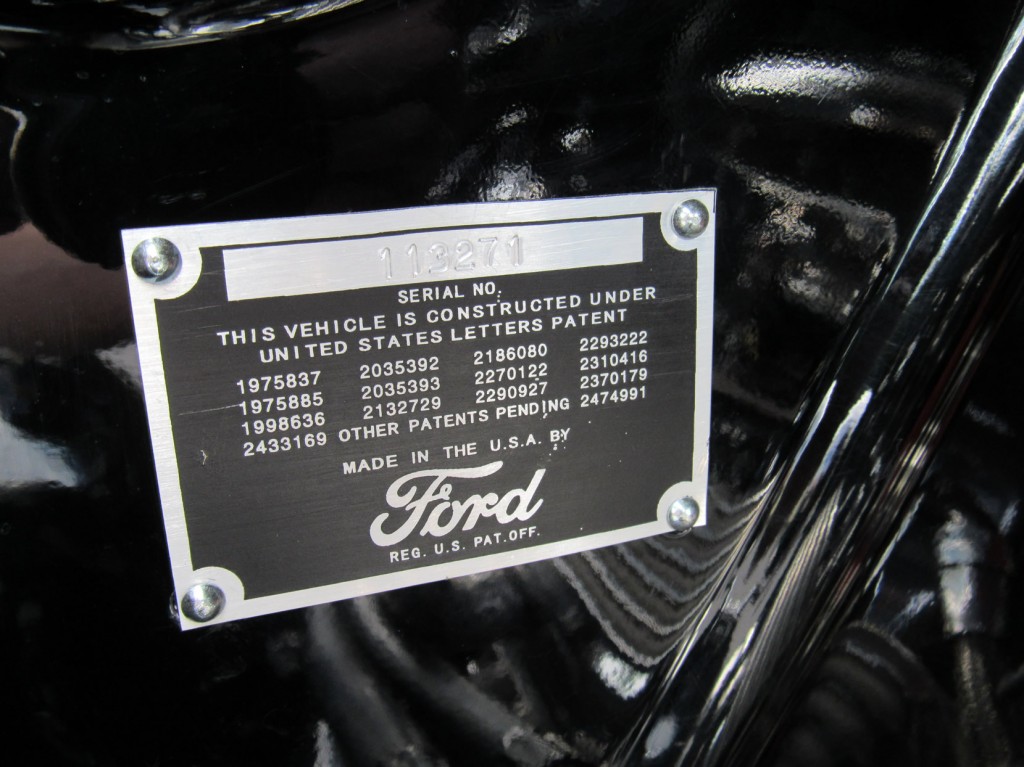 113271
SERIAL NO.
THIS VEHICLE IS CONSTRUCTED UNDER
UNITED STATES LETTERS PATENT
1975837 2035392 2186080 2293222
1975885 2035393 2270122 2310416
1998636 2132729 2290927 2370179
2433169 OTHER PATENTS PENDING 2474991
MADE IN THE U.S.A. BY
Ford
REG. U.S. PAT. OFF.